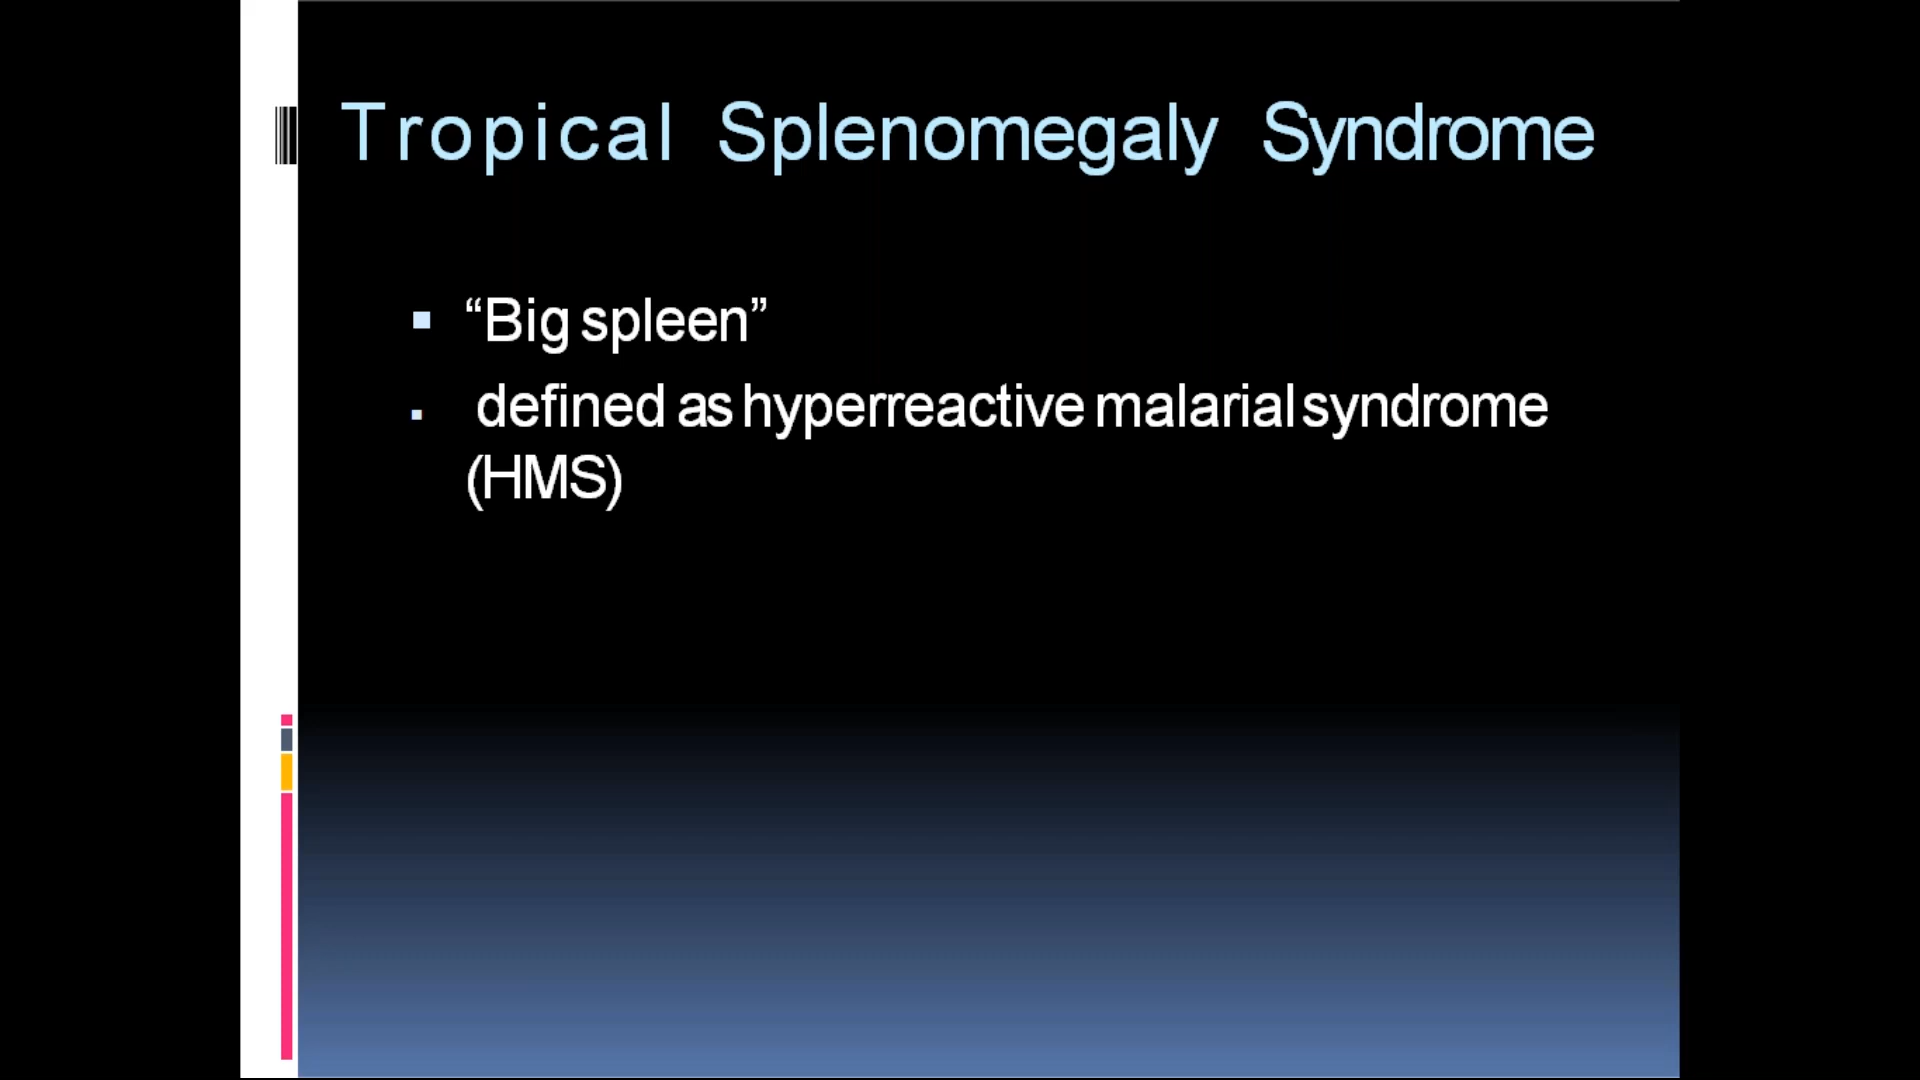 Tropical Splenomegaly Syndrome
“Big spleen”
defined as hyperreactive malarial syndrome
(HMS)